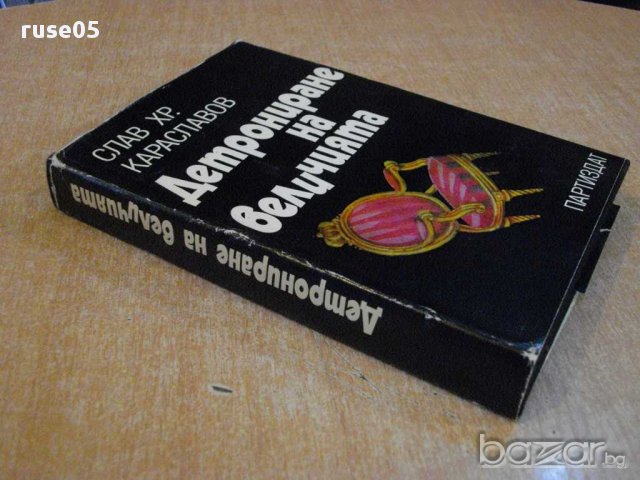 ruse05
СЛАВ ХР.
КАРАСЛАВОВ
Детрониране
на
величията
ПАРТИЗДАТ
Детрониране на величията
bazar.bg